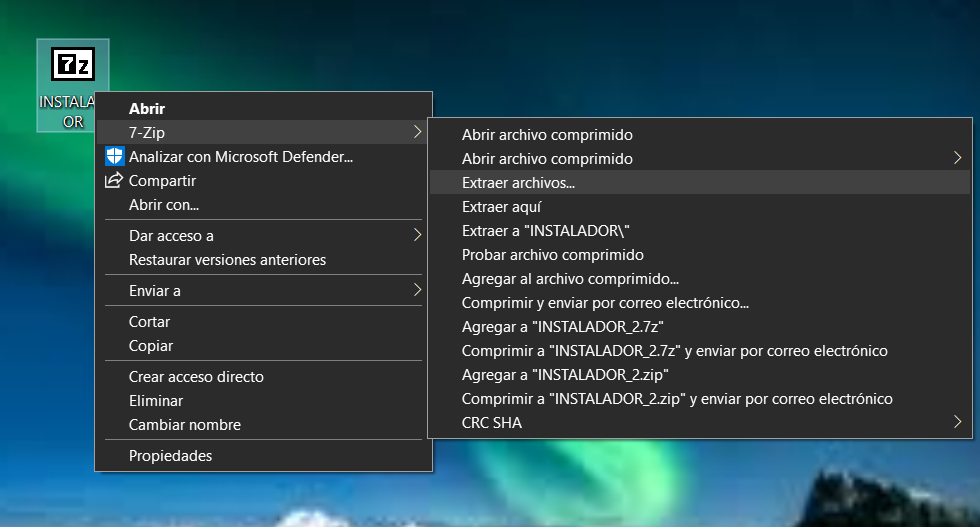 7z
INSTALAD
OR
Abrir
7-Zip
Analizar con Microsoft Defender...
Compartir
Abrir con...
Dar acceso a
Restaurar versiones anteriores
Enviar a
Cortar
Copiar
Crear acceso directo
Eliminar
Cambiar nombre
Propiedades
Abrir archivo comprimido
Abrir archivo comprimido
Extraer archivos...
Extraer aquí
Extraer a "INSTALADOR\"
Probar archivo comprimido
Agregar al archivo comprimido...
Comprimir y enviar por correo electrónico...
Agregar a "INSTALADOR_2.7z"
Comprimir a "INSTALADOR_2.7z" y enviar por correo electrónico
Agregar a "INSTALADOR_2.zip"
Comprimir a "INSTALADOR_2.zip" y enviar por correo electrónico
CRC SHA